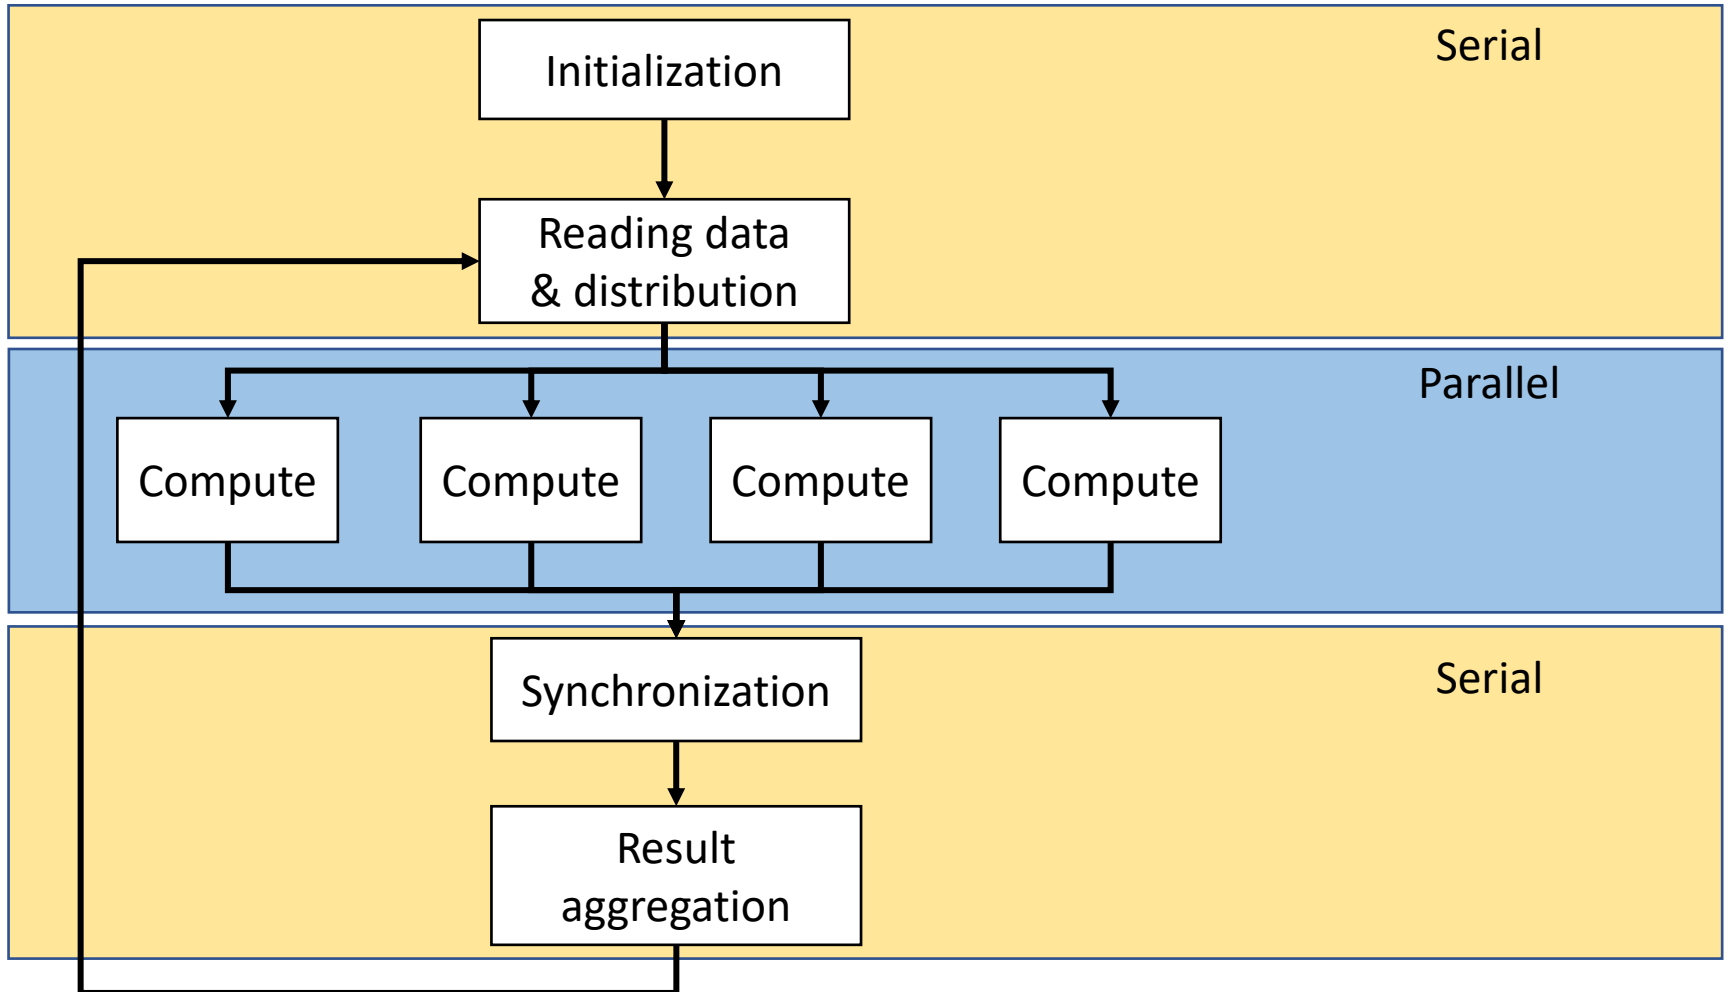 Serial
Initialization
Reading data
& distribution
Parallel
Compute
Compute
Compute
Compute
Synchronization
Serial
Result
aggregation